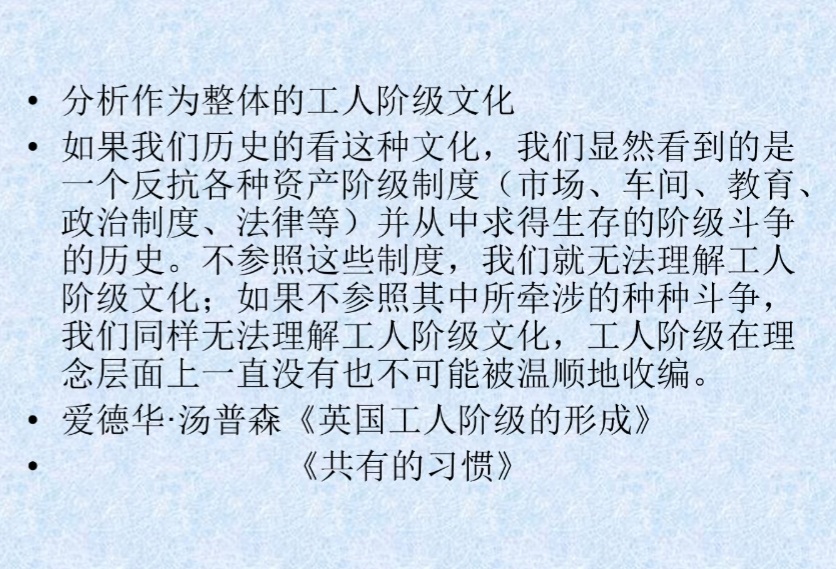 • 分析作为整体的工人阶级文化
• 如果我们历史的看这种文化，我们显然看到的是
一个反抗各种资产阶级制度（市场、车间、教育、
政治制度、法律等）并从中求得生存的阶级斗争
的历史。不参照这些制度，我们就无法理解工人
阶级文化；如果不参照其中所牵涉的种种斗争，
我们同样无法理解工人阶级文化，工人阶级在理
念层面上一直没有也不可能被温顺地收编。
• 爱德华·汤普森《英国工人阶级的形成》
• 《共有的习惯》